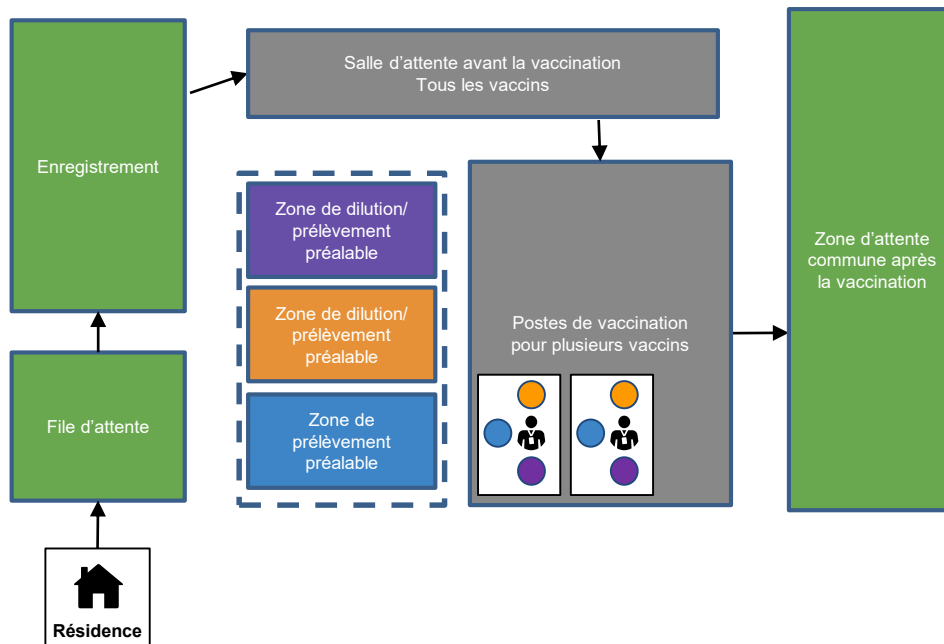 Salle d'attente avant la vaccination
Tous les vaccins
Enregistrement
Zone de dilution/
prélèvement
préalable
Zone de dilution/
prélèvement
préalable
Zone de
prélèvement
préalable
Postes de vaccination
pour plusieurs vaccins
Zone d'attente
commune après
la vaccination
File d'attente
Résidence